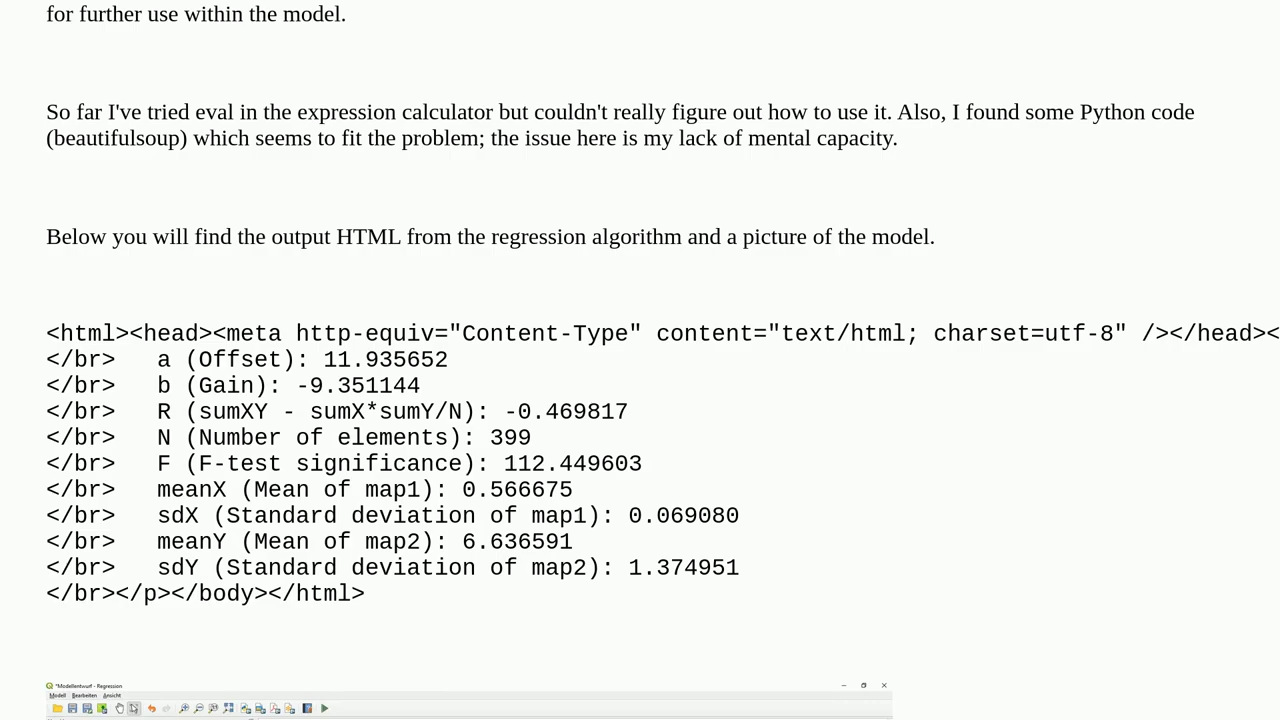 for further use within the model.
So far I've tried eval in the expression calculator but couldn't really figure out how to use it. Also, I found some Python code
(beautifulsoup) which seems to fit the problem; the issue here is my lack of mental capacity.
Below you will find the output HTML from the regression algorithm and a picture of the model.
<html><head><meta http-equiv="Content-Type" content="text/html; charset=utf-8" /></head><
</br>   a (Offset): 11.935652
</br>   b (Gain): -9.351144
</br>   R (sumXY - sumX*sumY/N): -0.469817
</br>   N (Number of elements): 399
</br>   F (F-test significance): 112.449603
</br>   meanX (Mean of map1): 0.566675
</br>   sdX (Standard deviation of map1): 0.069080
</br>   meanY (Mean of map2): 6.636591
</br>   sdY (Standard deviation of map2): 1.374951
</br></p></body></html>
*Modellentwurf - Regression
Modell Bearbeiten Ansicht